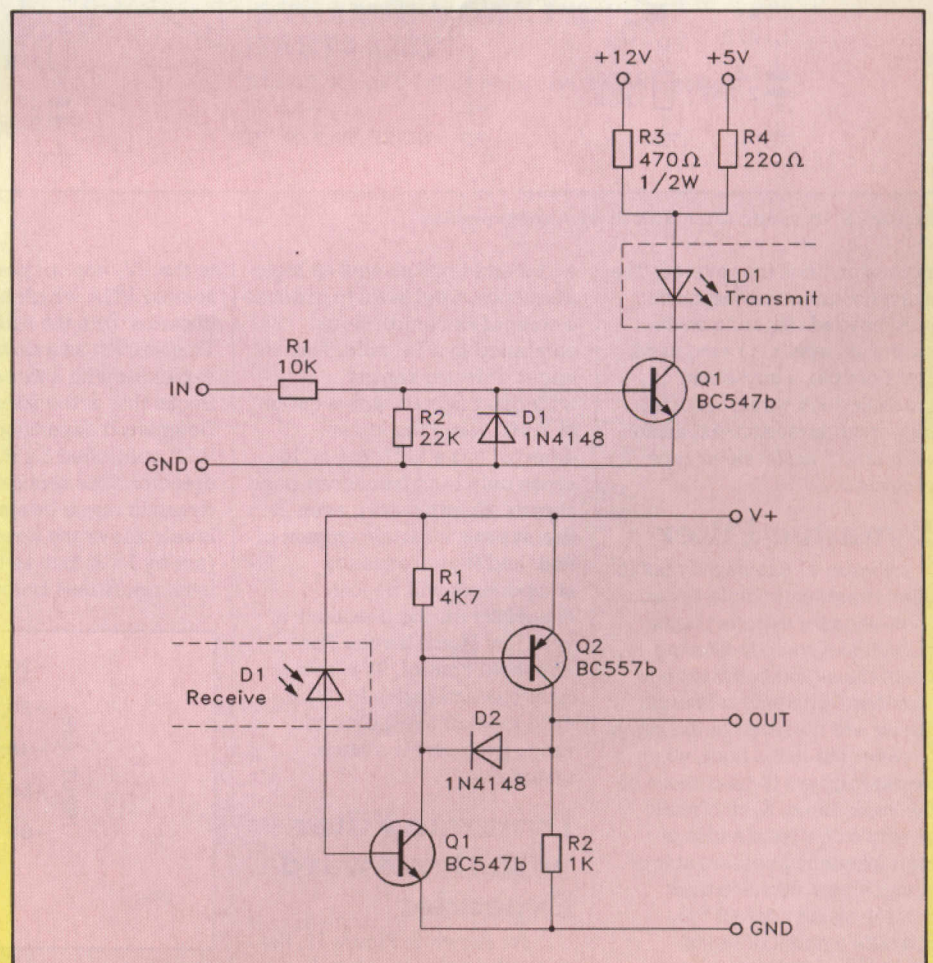 +12V +5V
R3
470Ω
1/2W
R4
220Ω
LD1
Transmit
R1
10K
IN
R2
22K
D1
1N4148
Q1
BC547b
GND
V+
R1
4K7
Q2
BC557b
D1
Receive
OUT
D2
1N4148
Q1
BC547b
R2
1K
GND